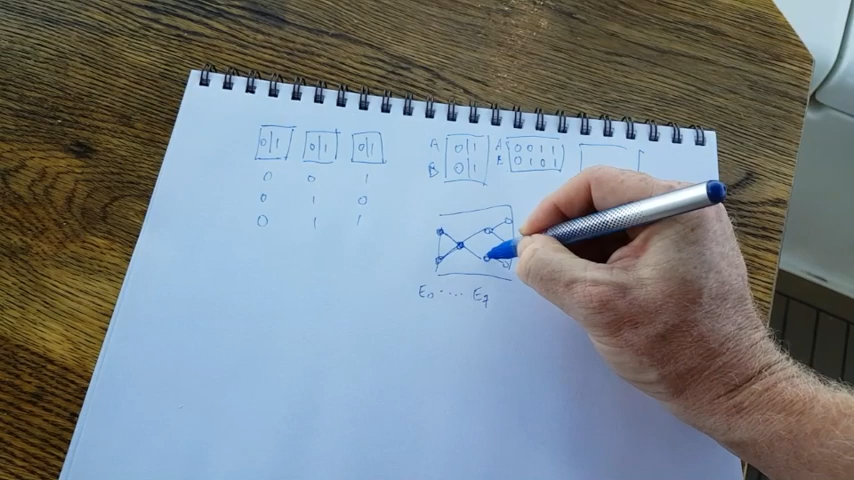 0|1 0|1 0|1
0 0 1
0 1 0
0 1 1
A 0|1
B 0|1
A 0 0 1 1
B 0 1 0 1
E₀ ···· E₇